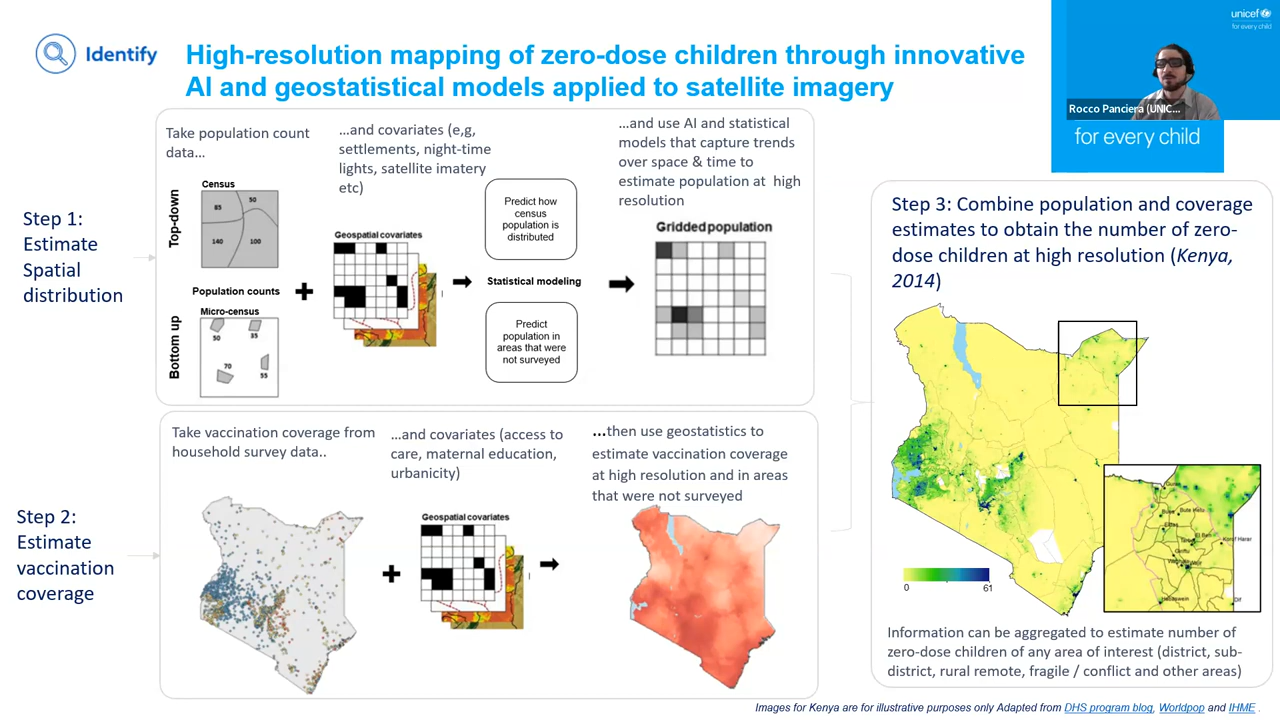 Identify
High-resolution mapping of zero-dose children through innovative
AI and geostatistical models applied to satellite imagery
unicef
for every child
Rocco Panciera (UNIC...
for every child
Step 1:
Estimate
Spatial
distribution
Take population count
data...
...and covariates (e,g,
settlements, night-time
lights, satellite imatery
etc)
...and use AI and statistical
models that capture trends
over space & time to
estimate population at high
resolution
Top-down
Census
85
50
140
100
Population counts
Bottom up
Micro-census
50
35
70
55
Geospatial covariates
Predict how
census
population is
distributed
Statistical modeling
Predict
population in
areas that were
not surveyed
Gridded population
Step 2:
Estimate
vaccination
coverage
Take vaccination coverage from
household survey data..
...and covariates (access to
care, maternal education,
urbanicity)
...then use geostatistics to
estimate vaccination coverage
at high resolution and in areas
that were not surveyed
Geospatial covariates
Step 3: Combine population and coverage
estimates to obtain the number of zero-
dose children at high resolution (Kenya,
2014)
0
61
Bute Helu
El Ben
Korof Harar
Giriftu
Habaswein
Dif
Information can be aggregated to estimate number of
zero-dose children of any area of interest (district, sub-
district, rural remote, fragile / conflict and other areas)
Images for Kenya are for illustrative purposes only Adapted from DHS program blog, Worldpop and IHME .